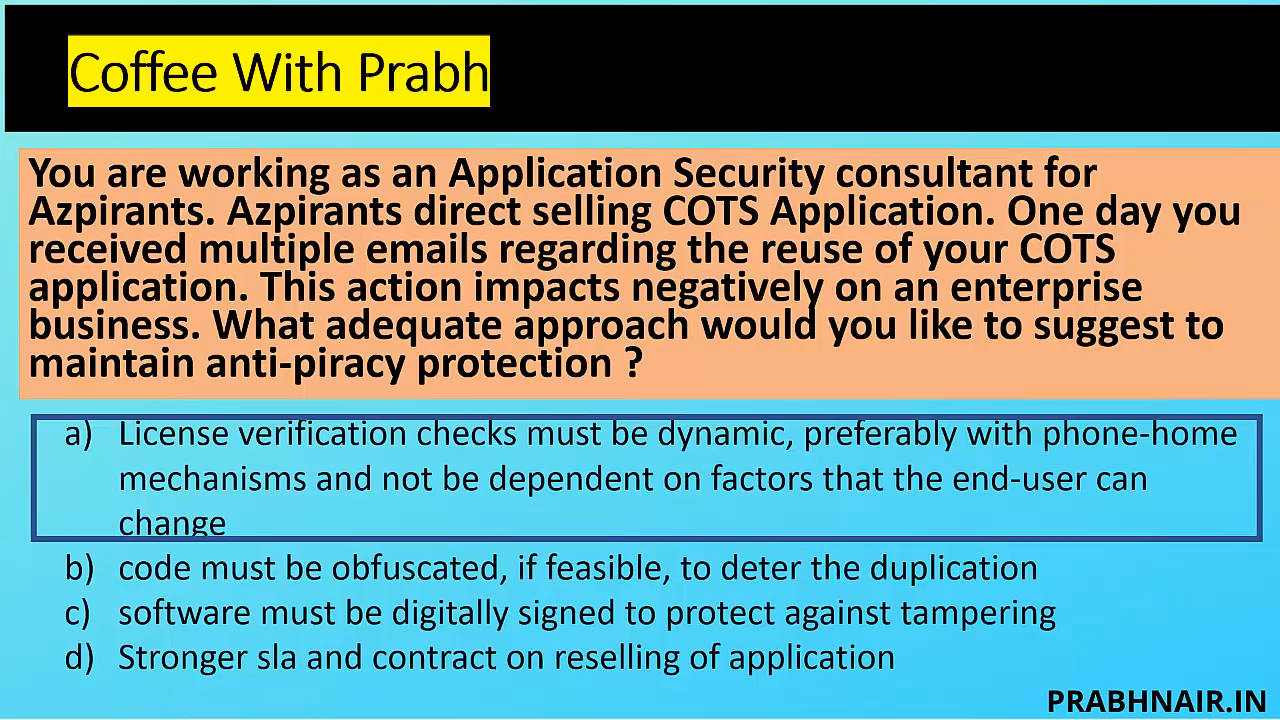 Coffee With Prabh
You are working as an Application Security consultant for
Azpirants. Azpirants direct selling COTS Application. One day you
received multiple emails regarding the reuse of your COTS
application. This action impacts negatively on an enterprise
business. What adequate approach would you like to suggest to
maintain anti-piracy protection ?
a) License verification checks must be dynamic, preferably with phone-home
mechanisms and not be dependent on factors that the end-user can
change
b) code must be obfuscated, if feasible, to deter the duplication
c) software must be digitally signed to protect against tampering
d) Stronger sla and contract on reselling of application
PRABHNAIR.IN